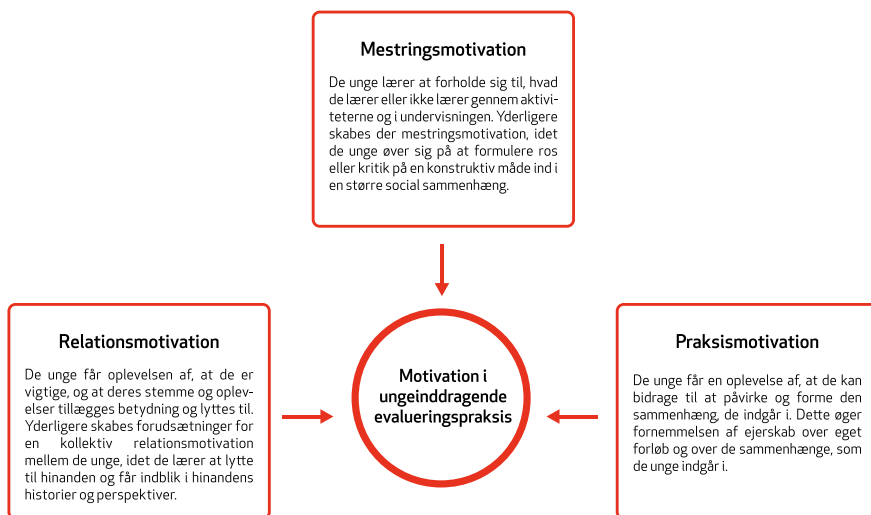 Mestringsmotivation
De unge lærer at forholde sig til, hvad
de lærer eller ikke lærer gennem aktivi-
teterne og i undervisningen. Yderligere
skabes der mestringsmotivation, idet
de unge øver sig på at formulere ros
eller kritik på en konstruktiv måde ind i
en større social sammenhæng.
Relationsmotivation
De unge får oplevelsen af, at de er
vigtige, og at deres stemme og oplev-
elser tillægges betydning og lyttes til.
Yderligere skabes forudsætninger for
en kollektiv relationsmotivation
mellem de unge, idet de lærer at lytte
til hinanden og får indblik i hinandens
historier og perspektiver.
Motivation i
ungeinddragende
evalueringspraksis
Praksismotivation
De unge får en oplevelse af, at de kan
bidrage til at påvirke og forme den
sammenhæng, de indgår i. Dette øger
fornemmelsen af ejerskab over eget
forløb og over de sammenhænge, som
de unge indgår i.